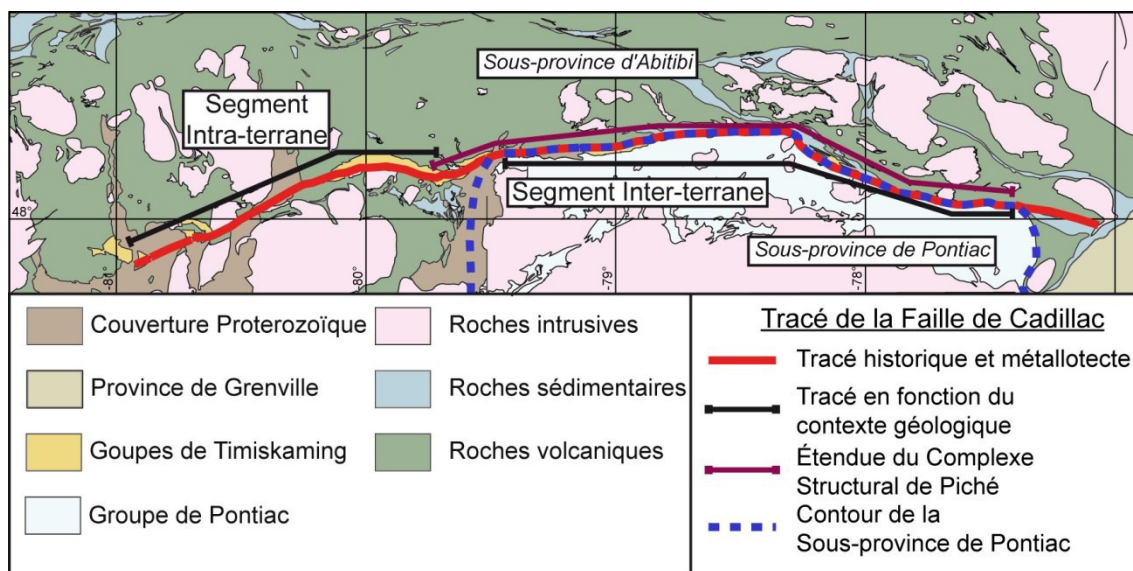 Sous-province d'Abitibi
Segment
Intra-terrane
Segment Inter-terrane
48°
Sous-province de Pontiac
-81°
-80°
-79°
-78°
Couverture Proterozoïque
Province de Grenville
Goupes de Timiskaming
Groupe de Pontiac
Roches intrusives
Roches sédimentaires
Roches volcaniques
Tracé de la Faille de Cadillac
Tracé historique et métallotecte
Tracé en fonction du
contexte géologique
Étendue du Complexe
Structural de Piché
Contour de la
Sous-province de Pontiac